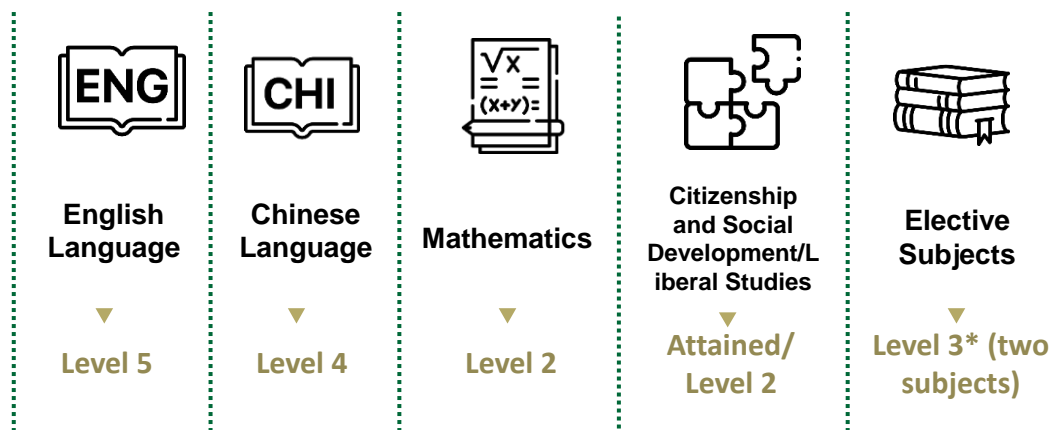 ENG
CHI
√x
(x+y)=
English
Language
Chinese
Language
Mathematics
Citizenship
and Social
Development/L
iberal Studies
Elective
Subjects
Level 5
Level 4
Level 2
Attained/
Level 2
Level 3* (two
subjects)